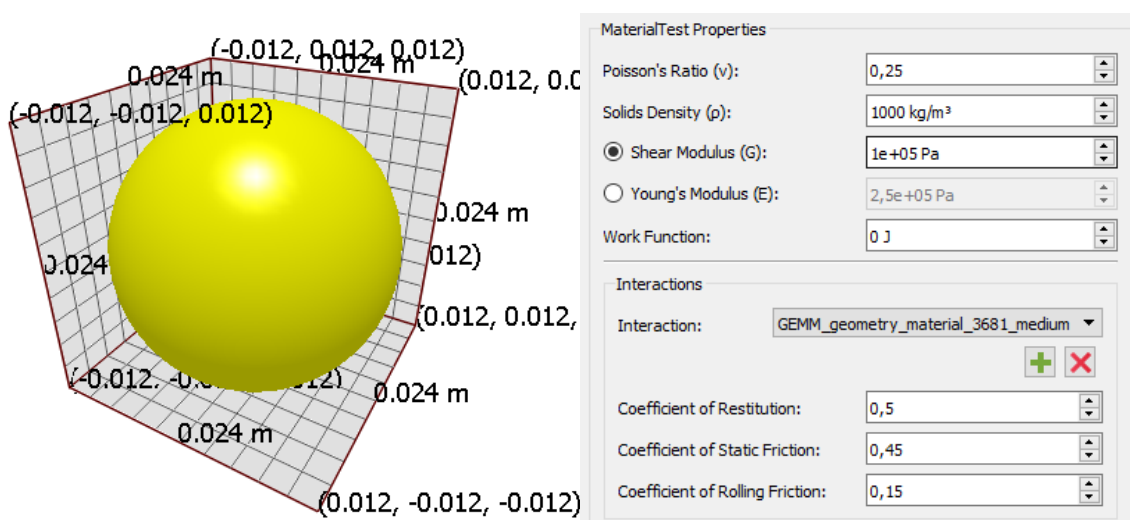 (-0.012, 0.012, 0.012)
0.024 m
0.024 m
(0.012, 0.0
(-0.012, -0.012, 0.012)
0.024 m
012)
0.024
(0.012, 0.012,
12)
0.024 m
0.024 m
(0.012, -0.012, -0.012)
MaterialTest Properties
Poisson's Ratio (ν): 0,25
Solids Density (ρ): 1000 kg/m³
Shear Modulus (G): 1e+05 Pa
Young's Modulus (E): 2,5e+05 Pa
Work Function: 0 J
Interactions
Interaction: GEMM_geometry_material_3681_medium
Coefficient of Restitution: 0,5
Coefficient of Static Friction: 0,45
Coefficient of Rolling Friction: 0,15